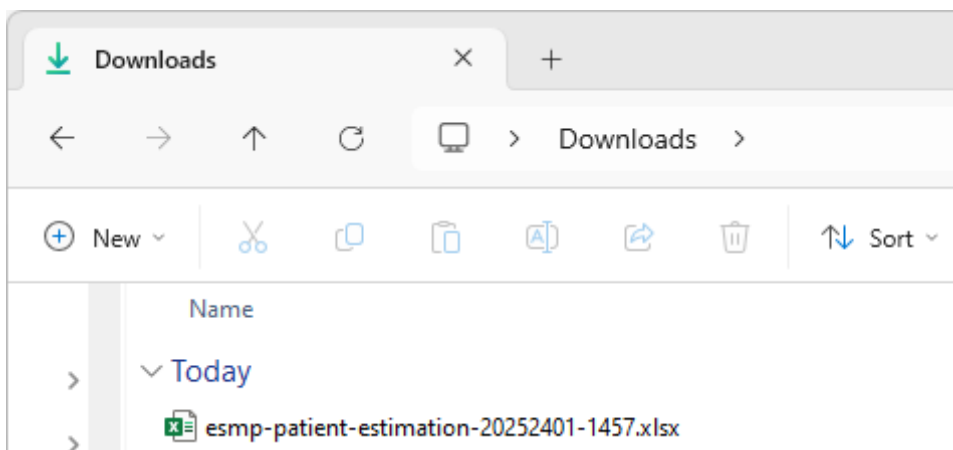 Downloads
Downloads
New
Sort
Name
Today
esmp-patient-estimation-20252401-1457.xlsx